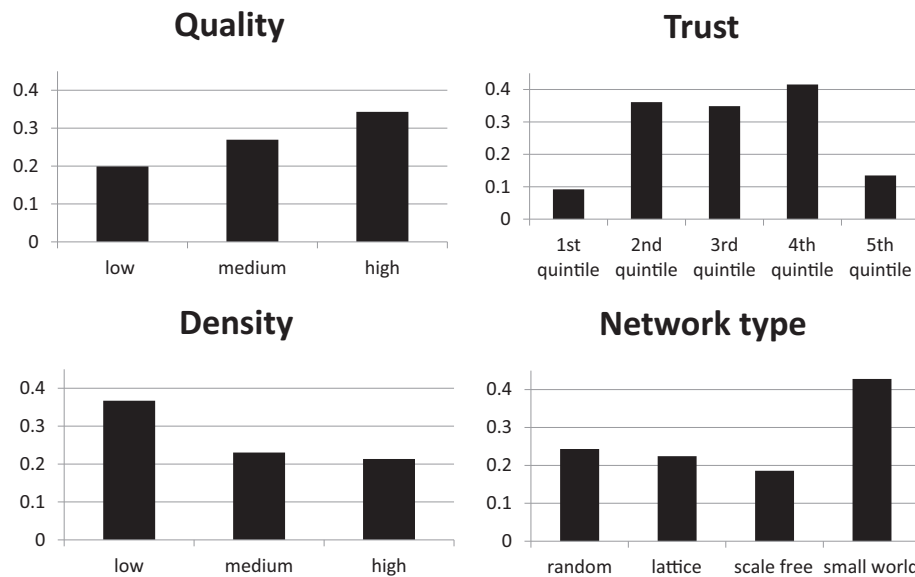 Quality
0.4
0.3
0.2
0.1
0
low medium high
Trust
0.4
0.3
0.2
0.1
0
1st 2nd 3rd 4th 5th
quintile quintile quintile quintile quintile
Density
0.4
0.3
0.2
0.1
0
low medium high
Network type
0.4
0.3
0.2
0.1
0
random lattice scale free small world